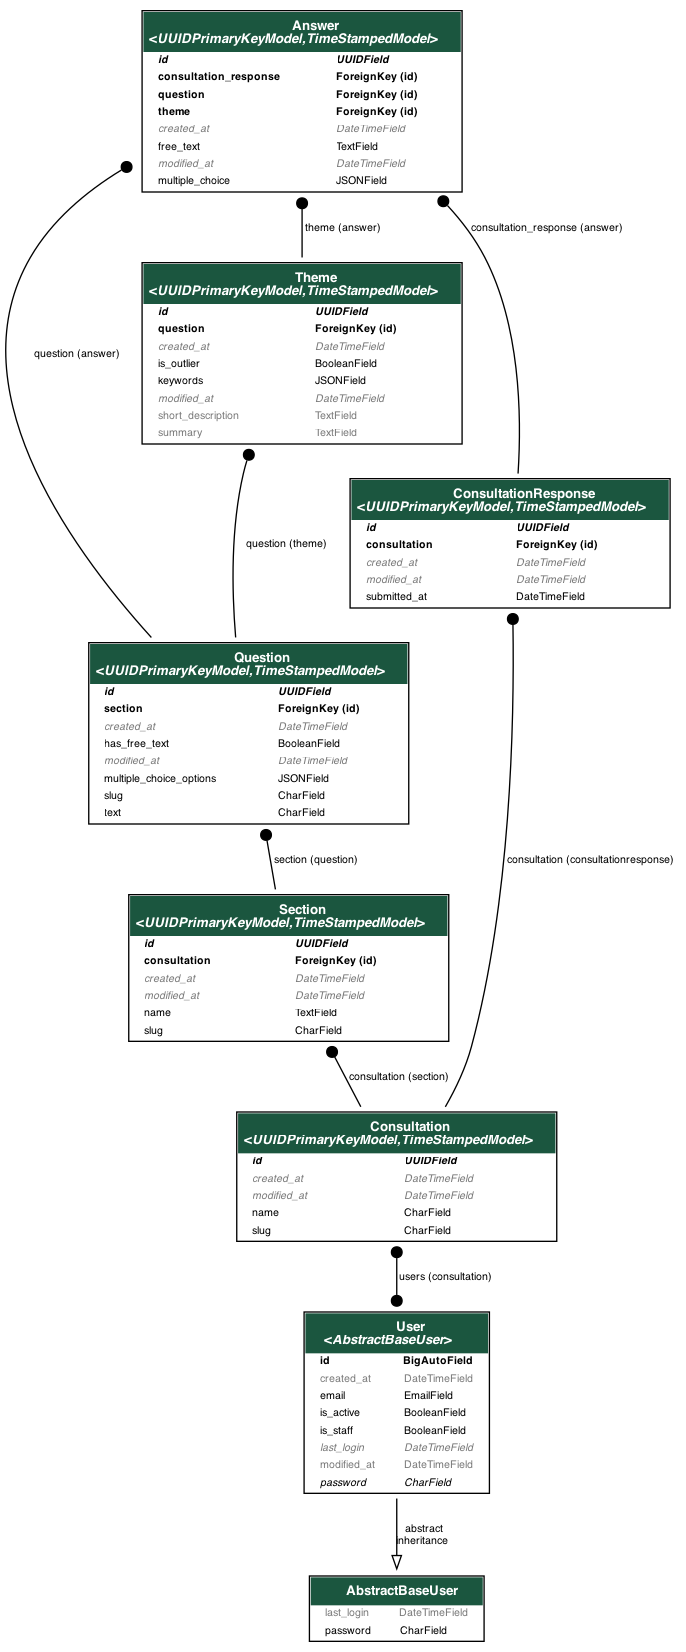 Answer
<UUIDPrimaryKeyModel,TimeStampedModel>
id UUIDField
consultation_response ForeignKey (id)
question ForeignKey (id)
theme ForeignKey (id)
created_at DateTimeField
free_text TextField
modified_at DateTimeField
multiple_choice JSONField
theme (answer)
consultation_response (answer)
Theme
<UUIDPrimaryKeyModel,TimeStampedModel>
id UUIDField
question ForeignKey (id)
created_at DateTimeField
is_outlier BooleanField
keywords JSONField
modified_at DateTimeField
short_description TextField
summary TextField
question (answer)
ConsultationResponse
<UUIDPrimaryKeyModel,TimeStampedModel>
id UUIDField
consultation ForeignKey (id)
created_at DateTimeField
modified_at DateTimeField
submitted_at DateTimeField
question (theme)
Question
<UUIDPrimaryKeyModel,TimeStampedModel>
id UUIDField
section ForeignKey (id)
created_at DateTimeField
has_free_text BooleanField
modified_at DateTimeField
multiple_choice_options JSONField
slug CharField
text CharField
section (question)
consultation (consultationresponse)
Section
<UUIDPrimaryKeyModel,TimeStampedModel>
id UUIDField
consultation ForeignKey (id)
created_at DateTimeField
modified_at DateTimeField
name TextField
slug CharField
consultation (section)
Consultation
<UUIDPrimaryKeyModel,TimeStampedModel>
id UUIDField
created_at DateTimeField
modified_at DateTimeField
name CharField
slug CharField
users (consultation)
User
<AbstractBaseUser>
id BigAutoField
created_at DateTimeField
email EmailField
is_active BooleanField
is_staff BooleanField
last_login DateTimeField
modified_at DateTimeField
password CharField
abstract
inheritance
AbstractBaseUser
last_login DateTimeField
password CharField